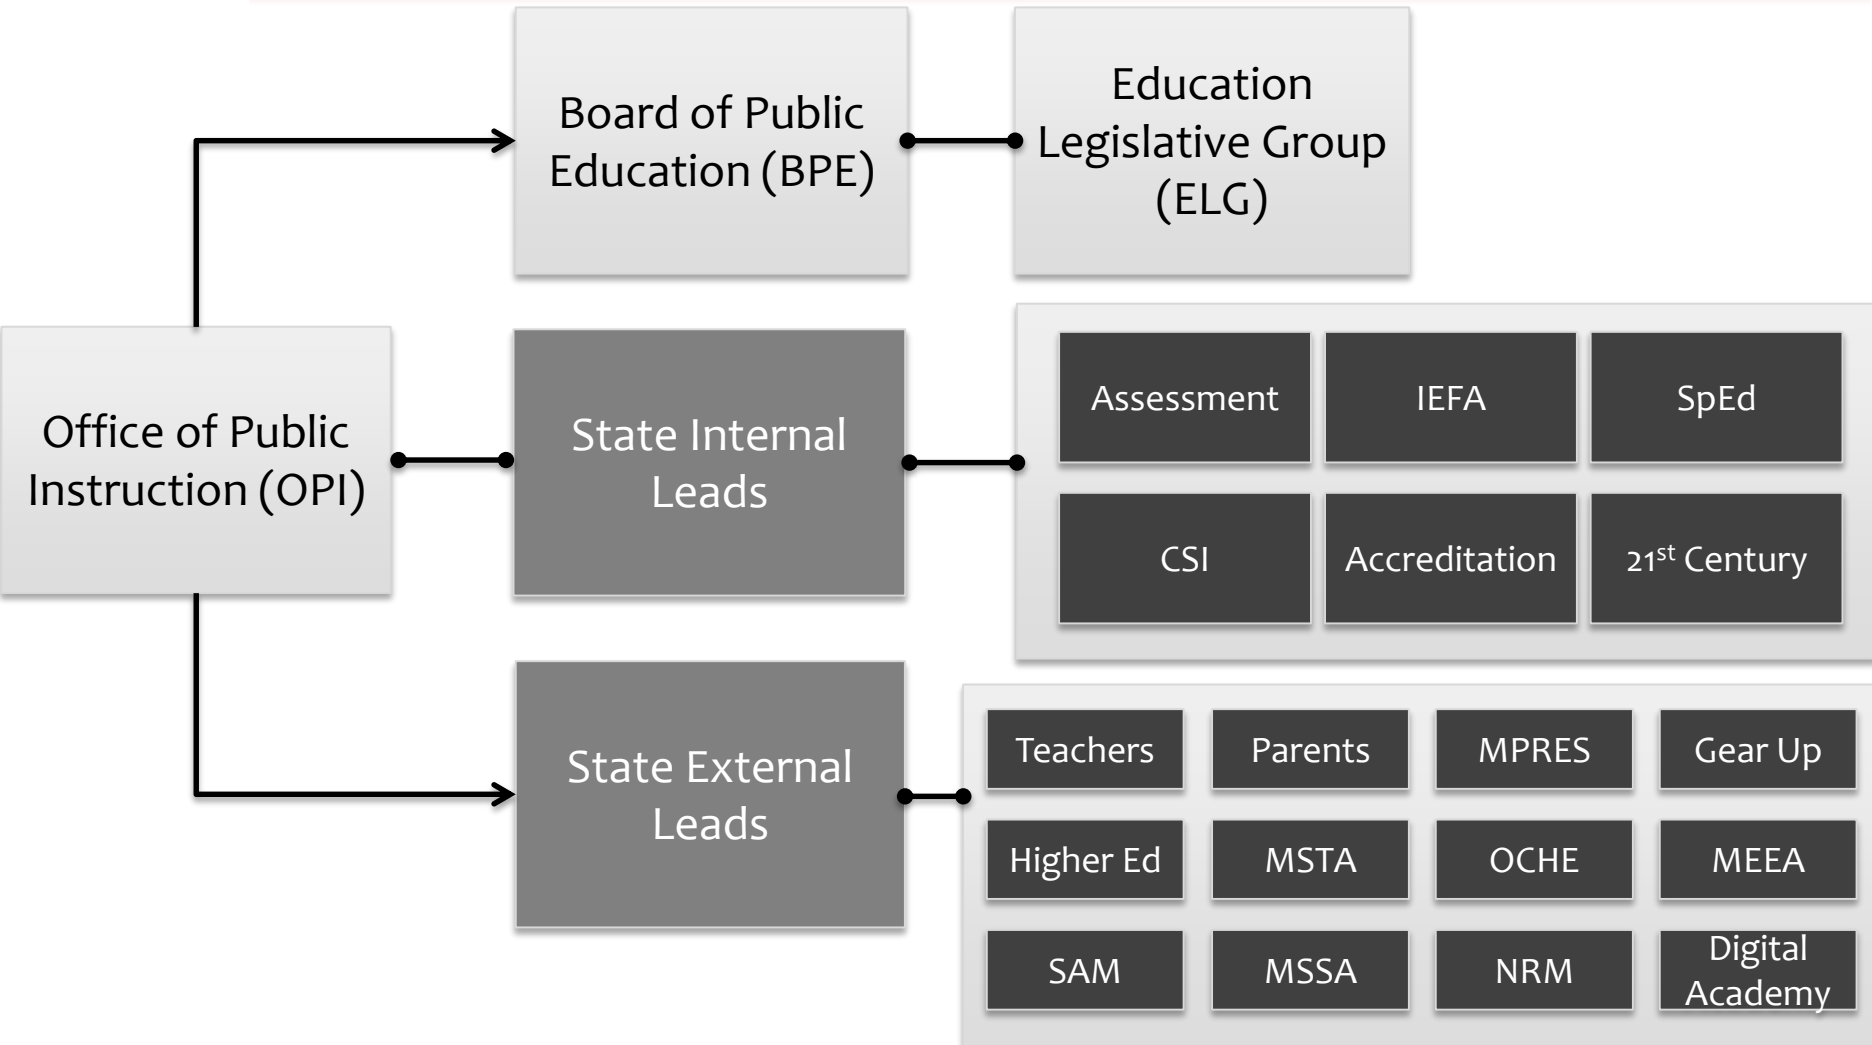 Board of Public
Education (BPE)
Education
Legislative Group
(ELG)
Office of Public
Instruction (OPI)
State Internal
Leads
Assessment
IEFA
SpEd
CSI
Accreditation
21st Century
State External
Leads
Teachers
Parents
MPRES
Gear Up
Higher Ed
MSTA
OCHE
MEEA
SAM
MSSA
NRM
Digital
Academy